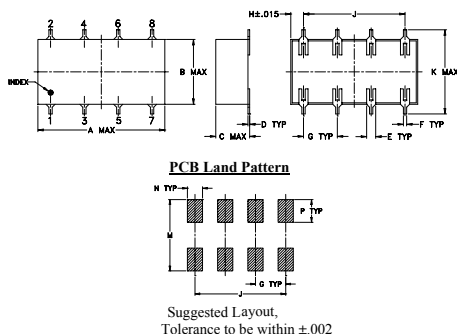 H±.015
J
2 4 6 8
B MAX
K MAX
INDEX
1 3 5 7
A MAX
C MAX
D TYP
G TYP
E TYP
F TYP
PCB Land Pattern
N TYP
P TYP
M
G TYP
J
Suggested Layout,
Tolerance to be within ±.002